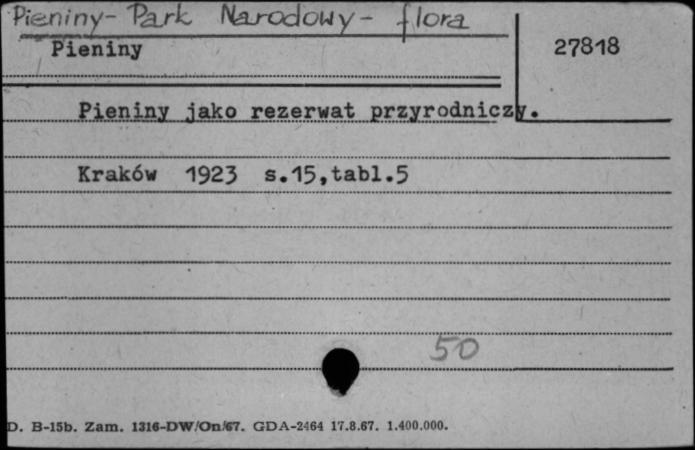 Pieniny- Park Narodowy- flora
Pieniny
27818
Pieniny jako rezerwat przyrodniczy.
Kraków 1923 s.15,tabl.5
50
D. B-15b. Zam. 1316-DW/On/67. GDA-2464 17.8.67. 1.400.000.